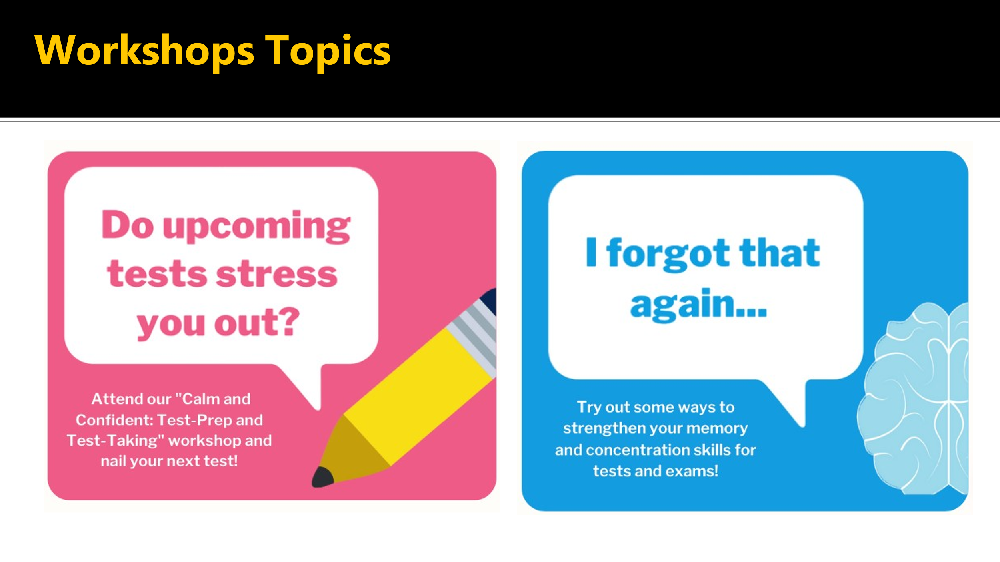 Workshops Topics
Do upcoming
tests stress
you out?
Attend our "Calm and
Confident: Test-Prep and
Test-Taking" workshop and
nail your next test!
I forgot that
again...
Try out some ways to
strengthen your memory
and concentration skills for
tests and exams!